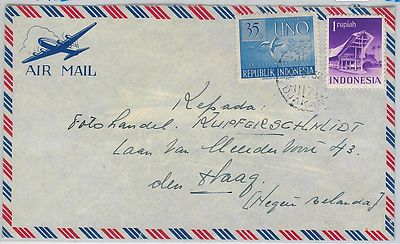 AIR MAIL
35 UNO
REPUBLIK INDONESIA
1 rupiah
INDONESIA
Kepada:
Fotohandel. KUPFERSCHMIDT
Laan van Meerdervoort 43.
den Haag.
(Negeri Belanda)